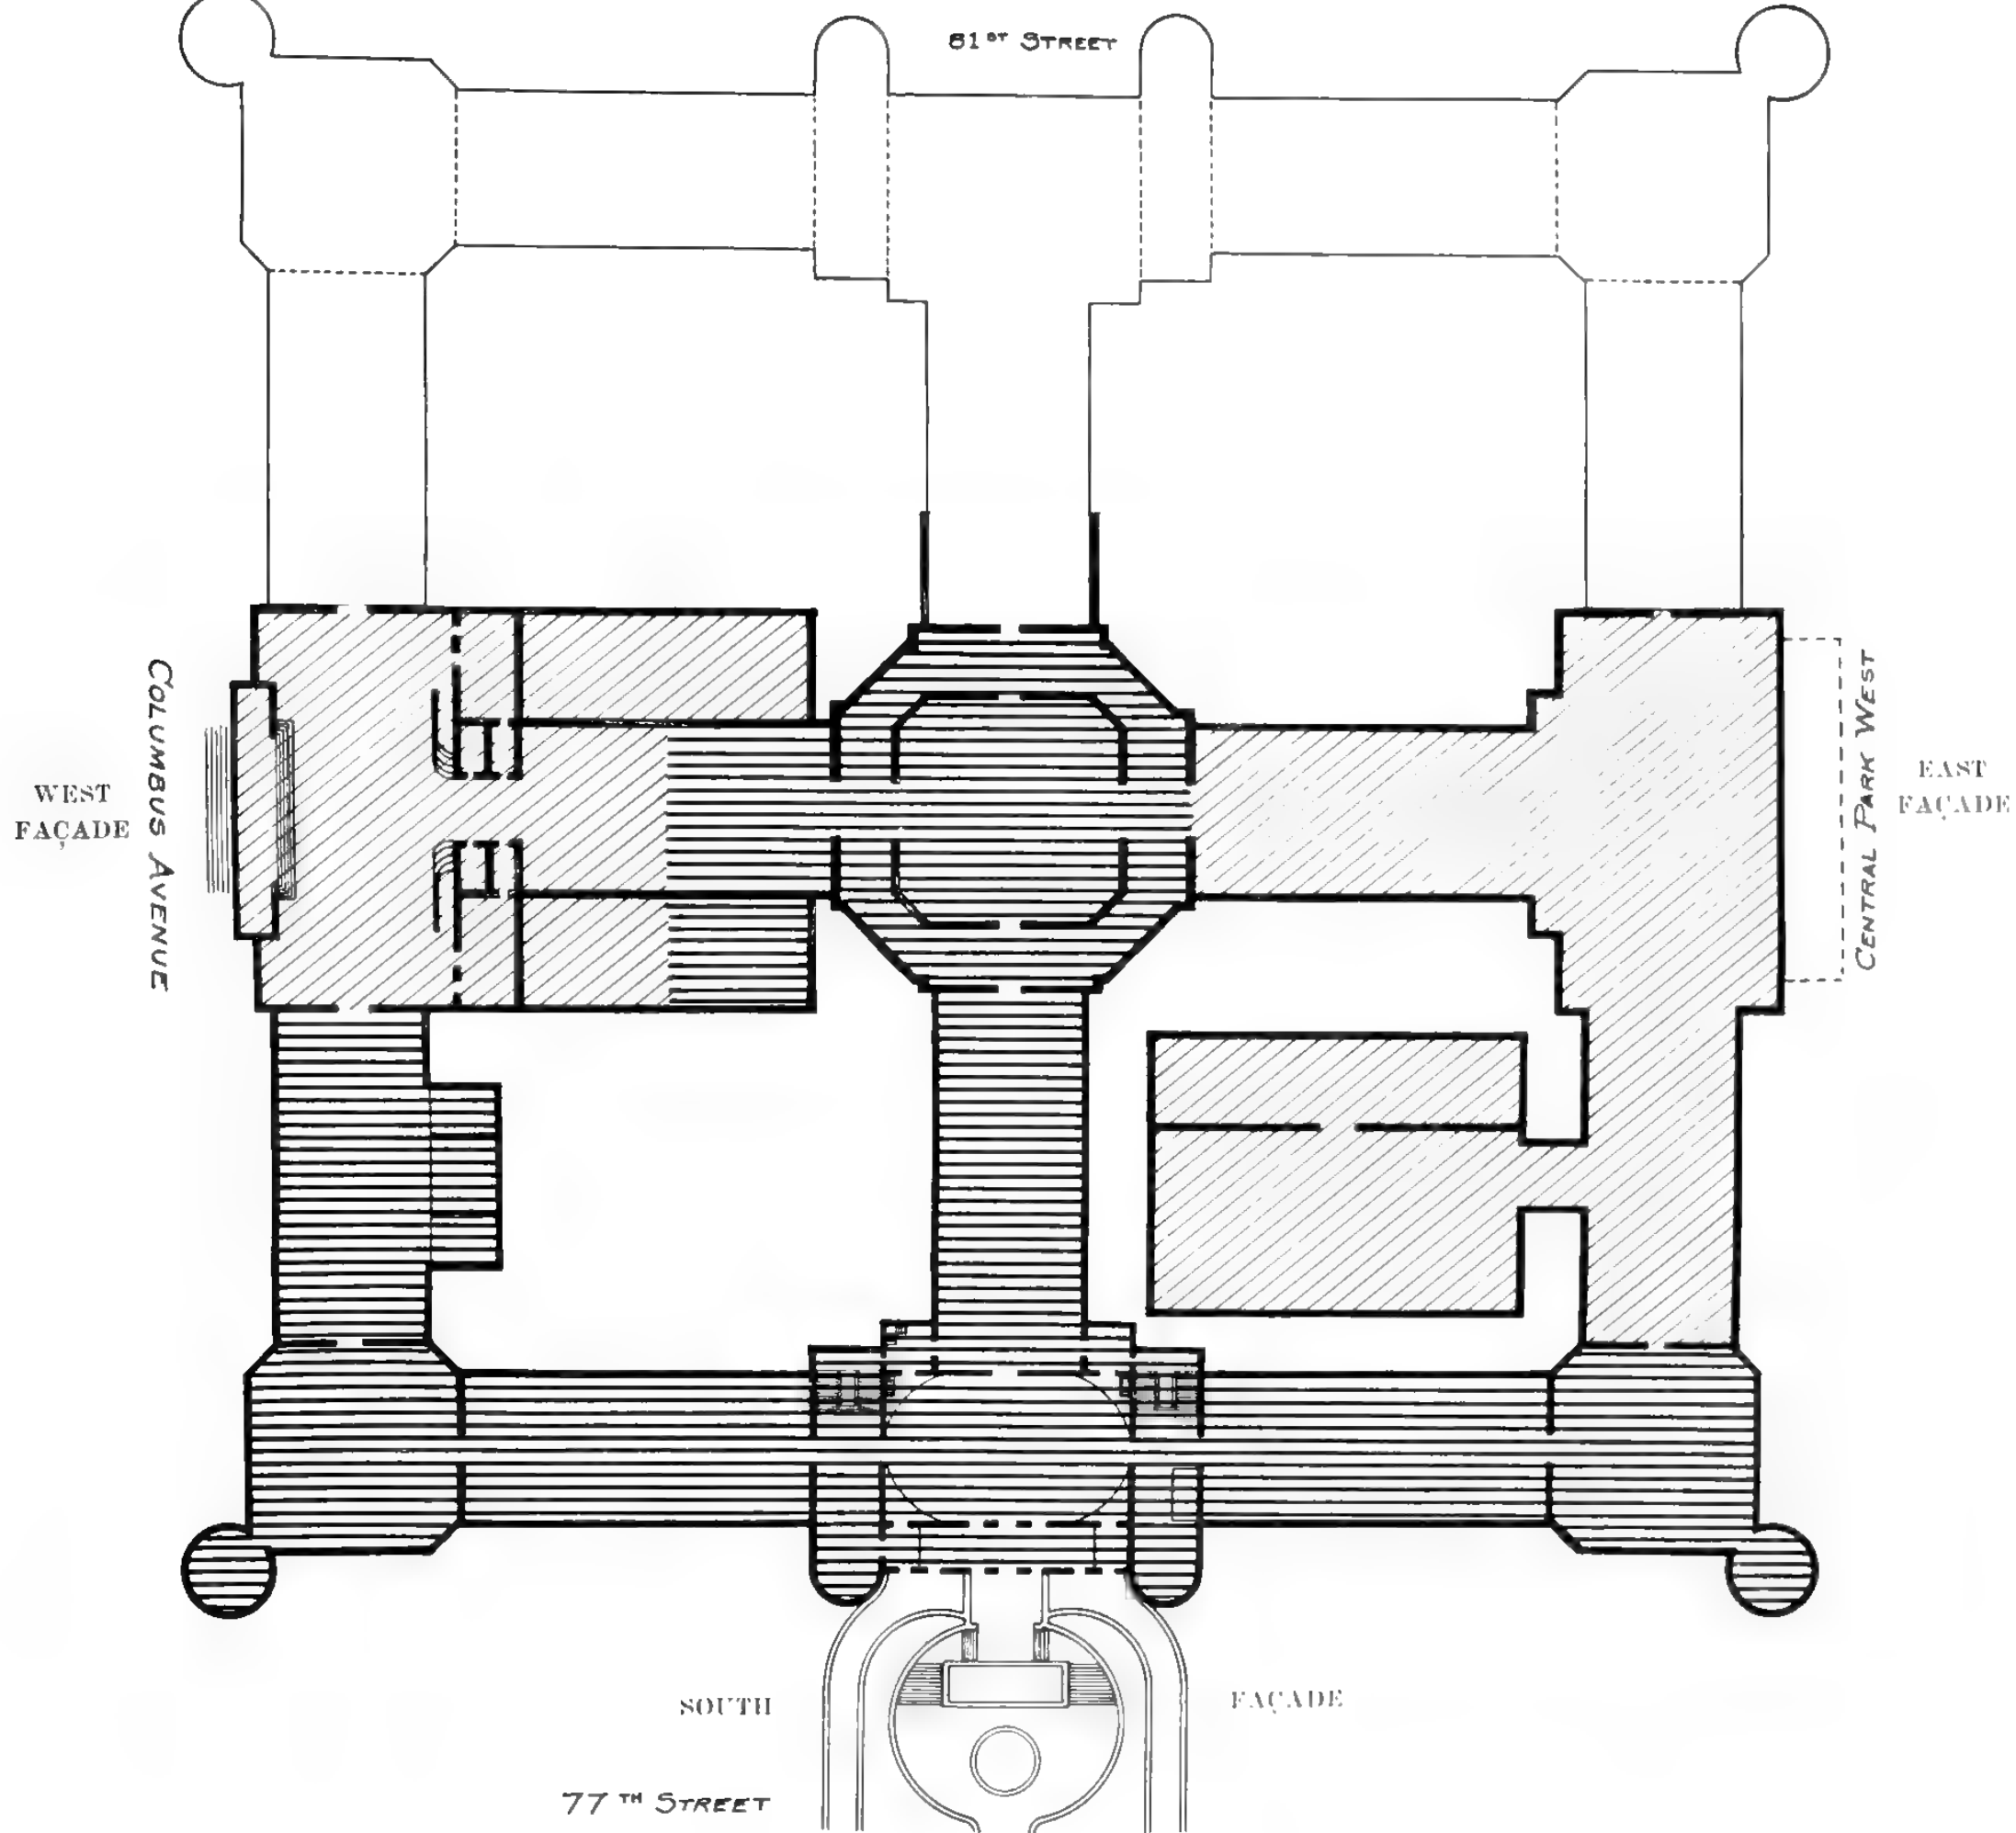 81ST STREET
COLUMBUS AVENUE
WEST
FAÇADE
CENTRAL PARK WEST
EAST
FAÇADE
SOUTH FAÇADE
77TH STREET